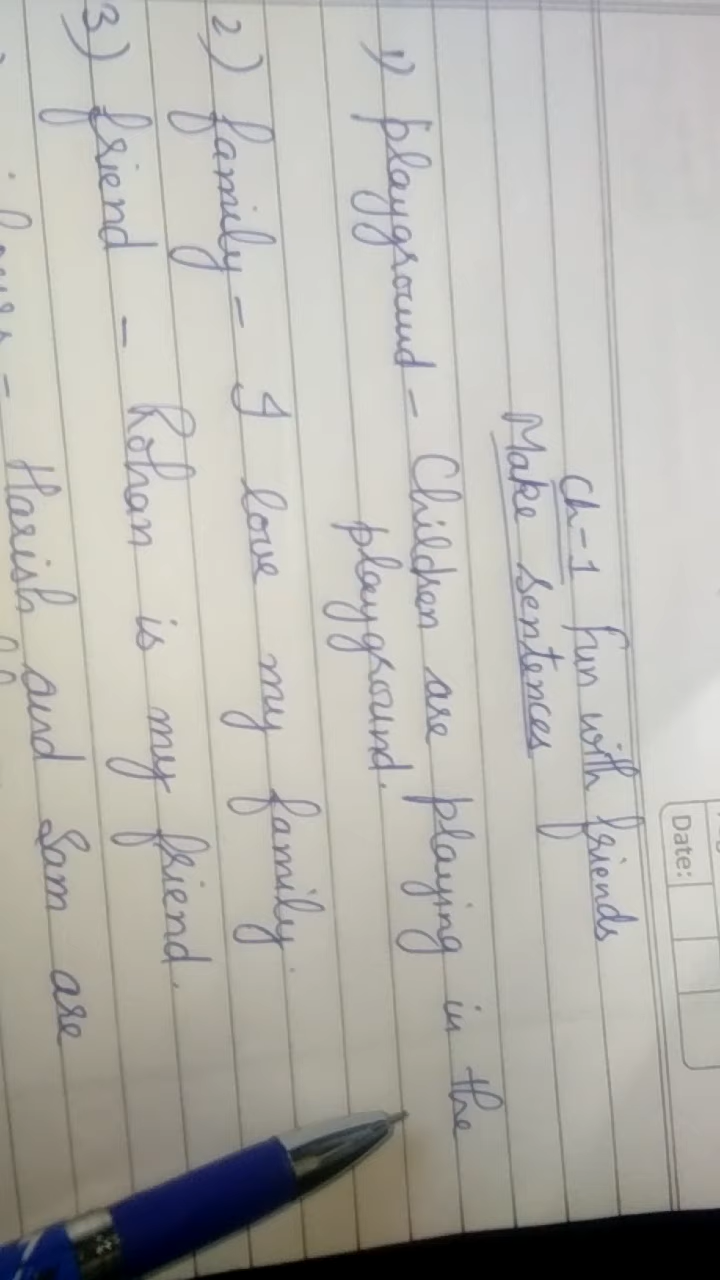 Date:
Ch-1 fun with friends
Make sentences
1) playground - Children are playing in the
playground.
2) family - I love my family.
3) friend - Rohan is my friend.
- Harish and Sam are